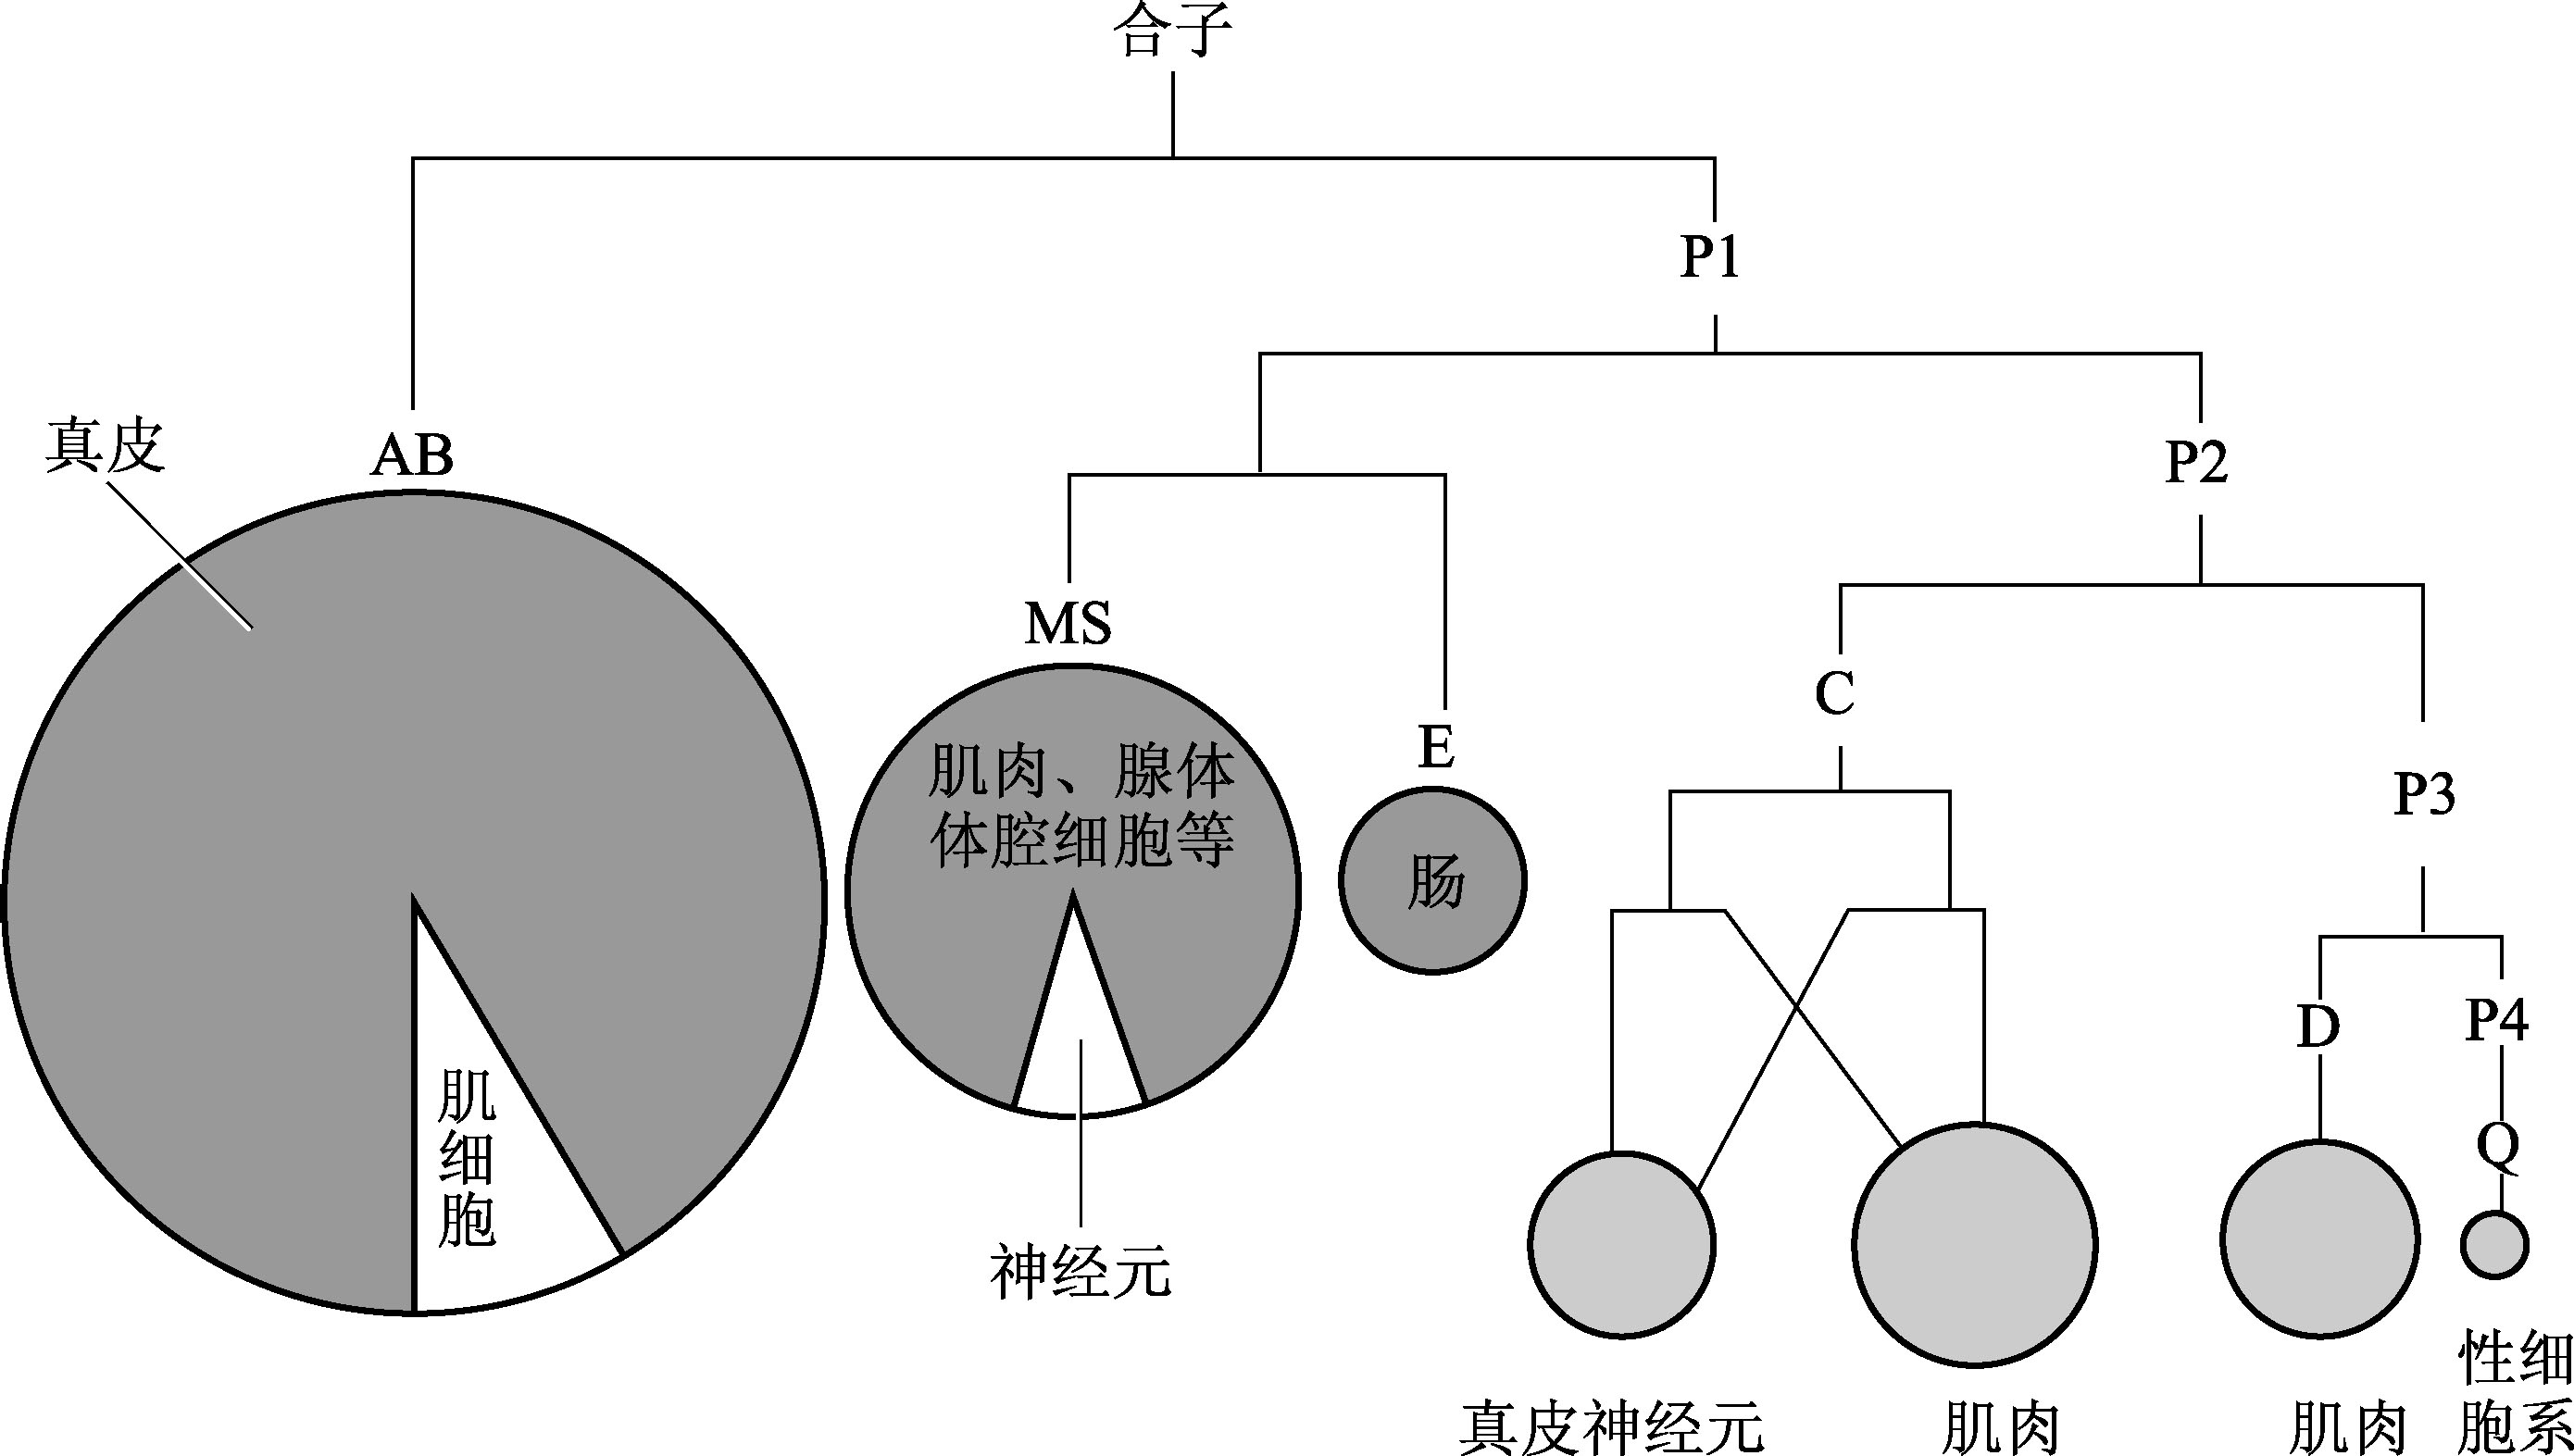 合子
P1
真皮
AB
P2
MS
C
E
肌肉、腺体
体腔细胞等
P3
肠
D
P4
肌
细
胞
Q
神经元
真皮神经元
肌肉
肌肉
性细
胞系